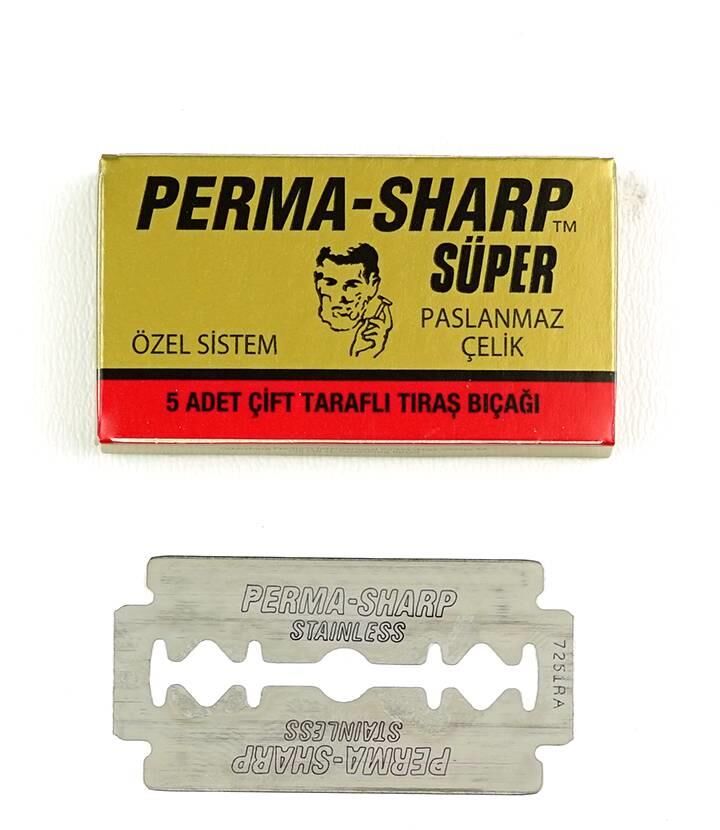 PERMA-SHARP™
SÜPER
ÖZEL SİSTEM
PASLANMAZ
ÇELİK
5 ADET ÇİFT TARAFLI TIRAŞ BIÇAĞI
PERMA-SHARP
STAINLESS
7251RA
STAINLESS
PERMA-SHARP